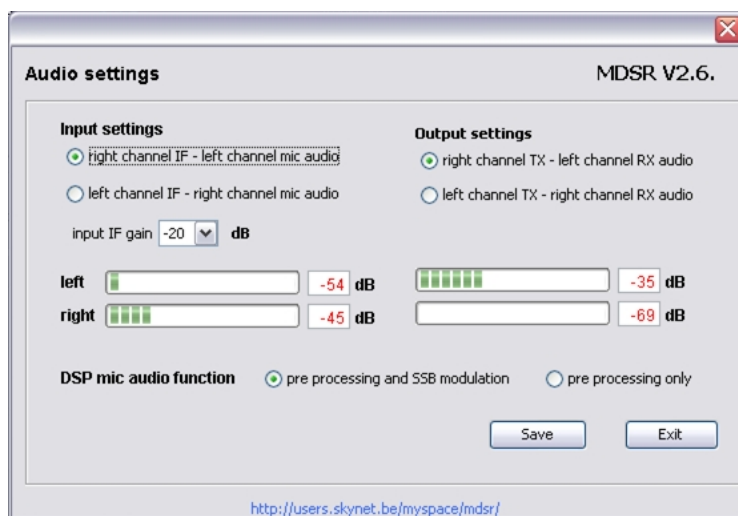 Audio settings
MDSR V2.6.
Input settings
right channel IF - left channel mic audio
left channel IF - right channel mic audio
input IF gain -20 dB
Output settings
right channel TX - left channel RX audio
left channel TX - right channel RX audio
left -54 dB -35 dB
right -45 dB -69 dB
DSP mic audio function pre processing and SSB modulation pre processing only
Save Exit
http://users.skynet.be/myspace/mdsr/